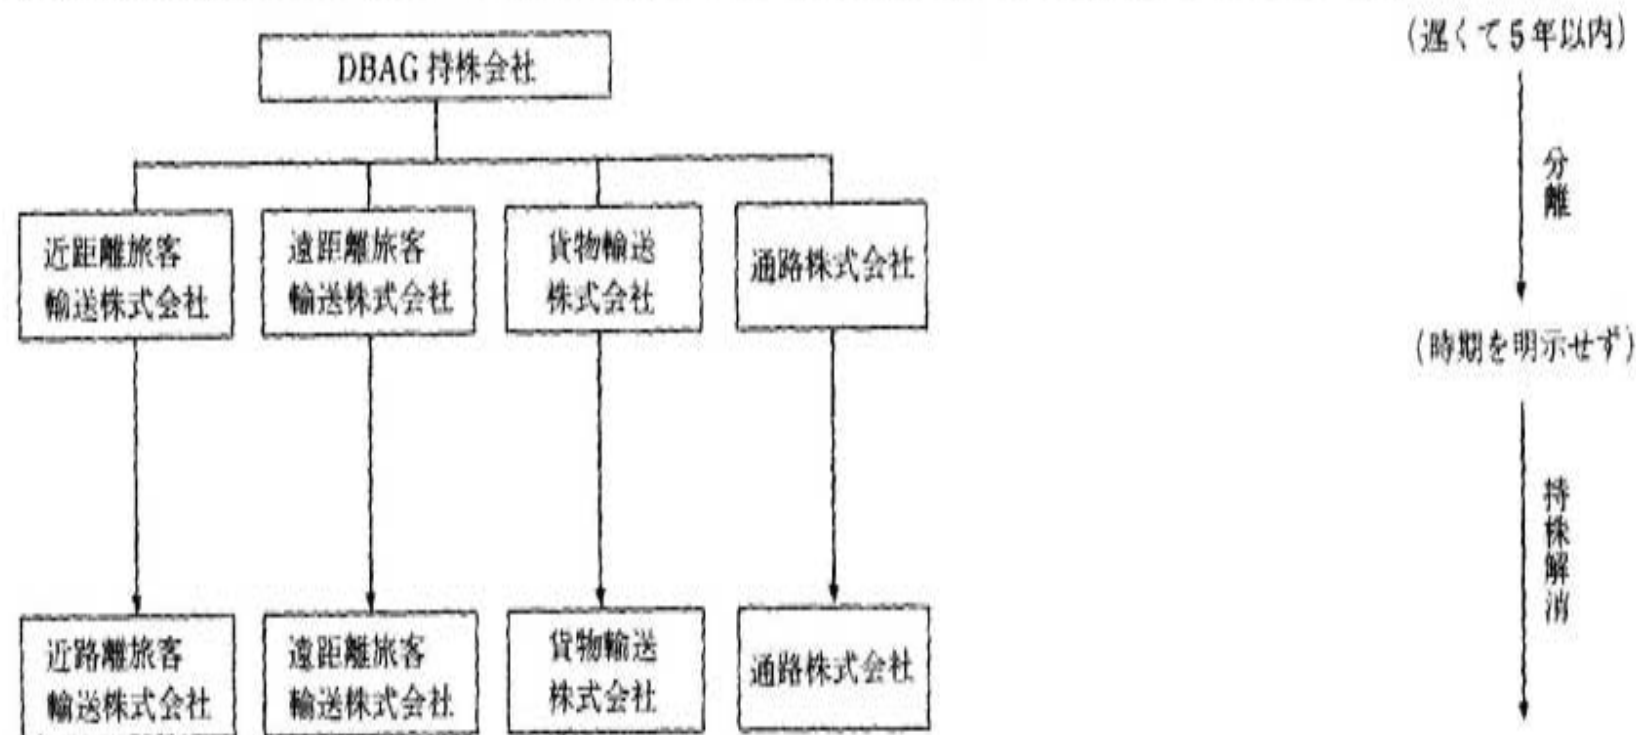 (遅くて5年以内)
DBAG 持株会社
分離
近距離旅客
輸送株式会社
遠距離旅客
輸送株式会社
貨物輸送
株式会社
通路株式会社
(時期を明示せず)
持株解消
近路離旅客
輸送株式会社
遠距離旅客
輸送株式会社
貨物輸送
株式会社
通路株式会社